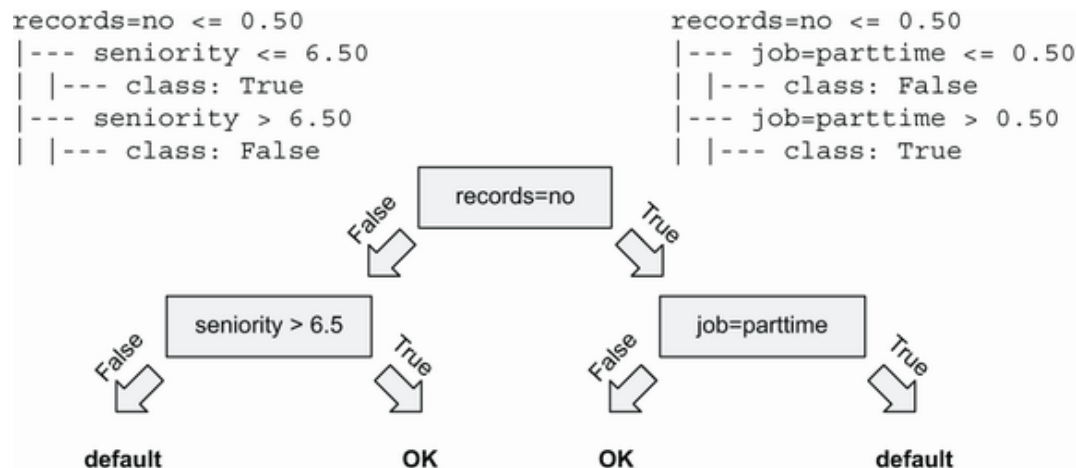 records=no <= 0.50
|--- seniority <= 6.50
| |--- class: True
|--- seniority > 6.50
| |--- class: False
records=no <= 0.50
|--- job=parttime <= 0.50
| |--- class: False
|--- job=parttime > 0.50
| |--- class: True
records=no
False
True
seniority > 6.5
job=parttime
False
True
False
True
default
OK
OK
default